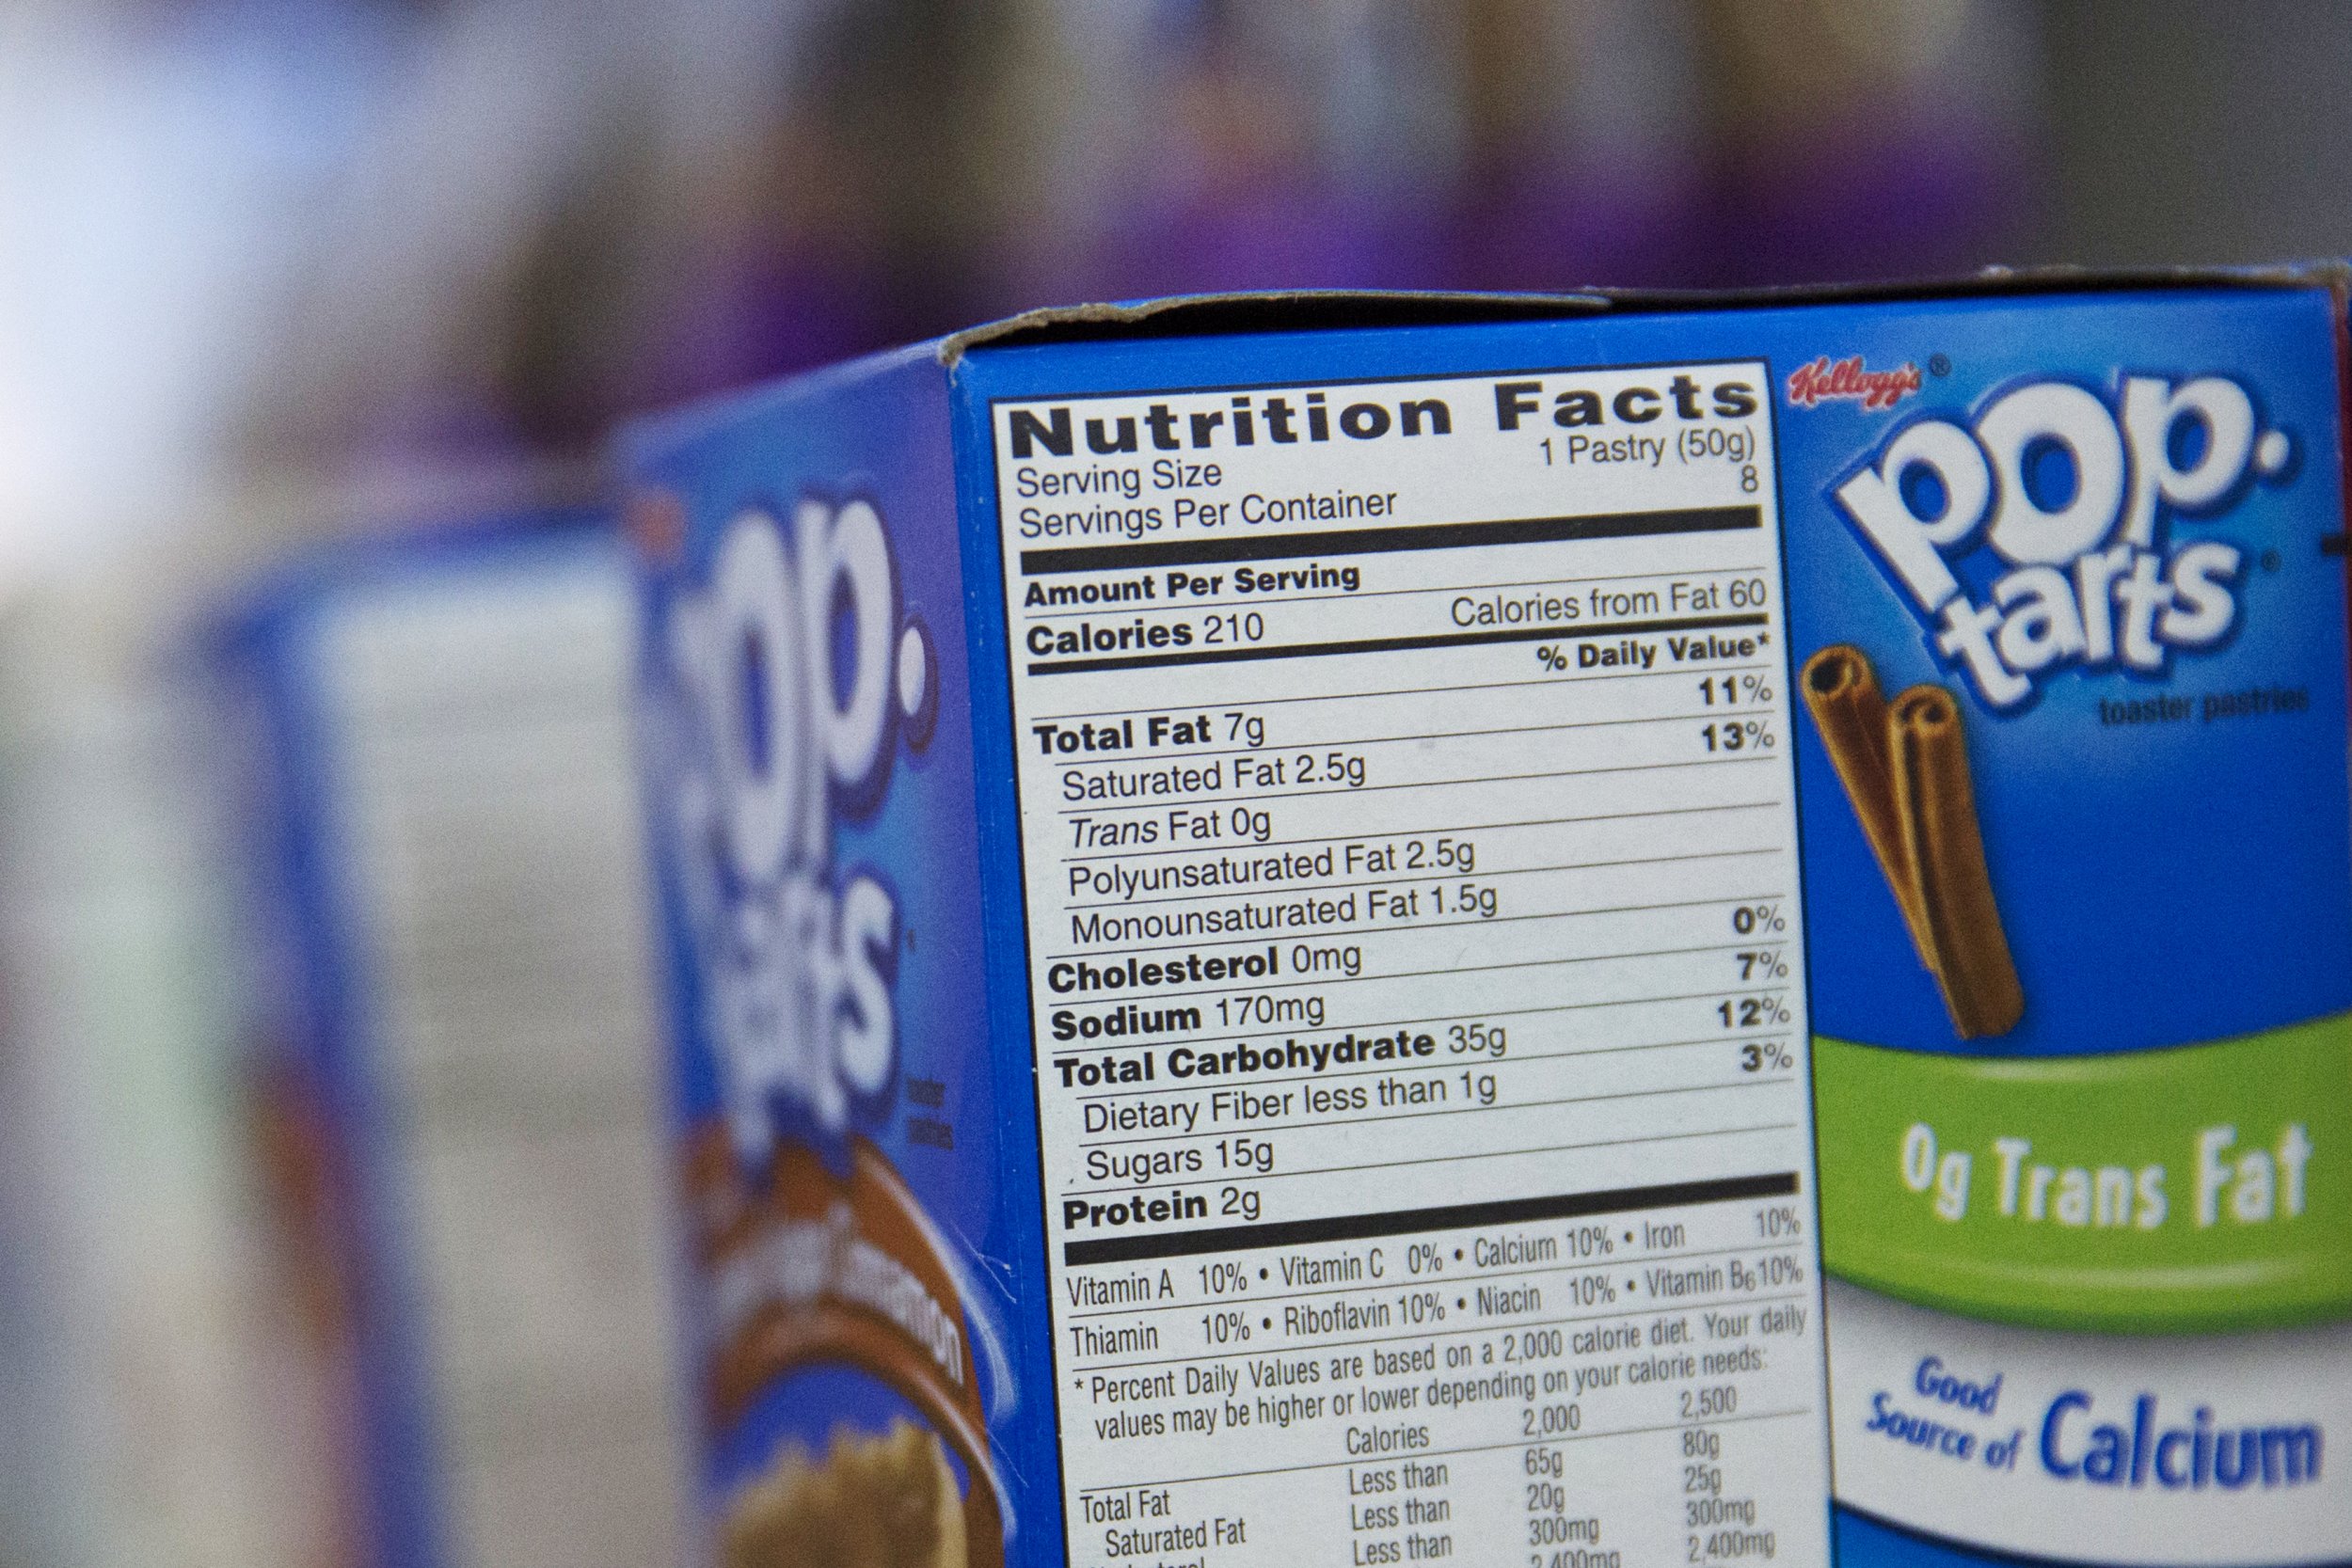 Nutrition Facts
Serving Size 1 Pastry (50g)
Servings Per Container 8
Amount Per Serving
Calories 210 Calories from Fat 60
% Daily Value*
Total Fat 7g 11%
Saturated Fat 2.5g 13%
Trans Fat 0g
Polyunsaturated Fat 2.5g
Monounsaturated Fat 1.5g
Cholesterol 0mg 0%
Sodium 170mg 7%
Total Carbohydrate 35g 12%
Dietary Fiber less than 1g 3%
Sugars 15g
Protein 2g
Vitamin A 10% • Vitamin C 0% • Calcium 10% • Iron 10%
Thiamin 10% • Riboflavin 10% • Niacin 10% • Vitamin B6 10%
* Percent Daily Values are based on a 2,000 calorie diet. Your daily
values may be higher or lower depending on your calorie needs:
Calories 2,000 2,500
Total Fat Less than 65g 80g
Saturated Fat Less than 20g 25g
Less than 300mg 300mg
2,400mg 2,400mg
Kellogg's®
pop.
tarts
toaster pastries
0g Trans Fat
Good
Source of Calcium
pop.
tarts
Cinnamon